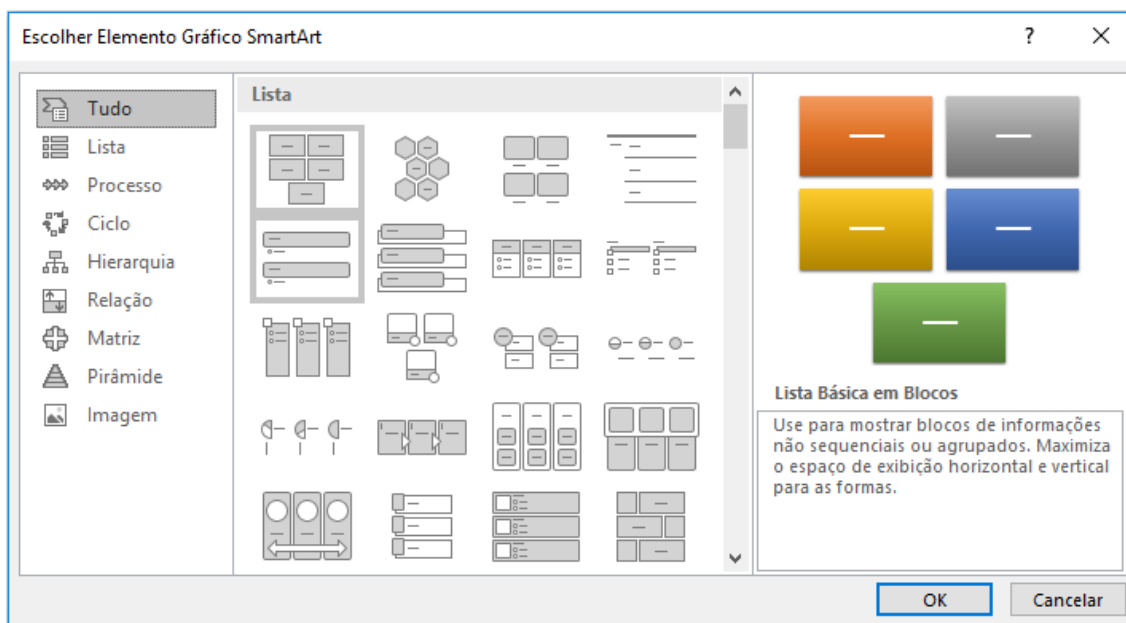 Escolher Elemento Gráfico SmartArt
?
Tudo
Lista
Processo
Ciclo
Hierarquia
Relação
Matriz
Pirâmide
Imagem
Lista
Lista Básica em Blocos
Use para mostrar blocos de informações
não sequenciais ou agrupados. Maximiza
o espaço de exibição horizontal e vertical
para as formas.
OK
Cancelar